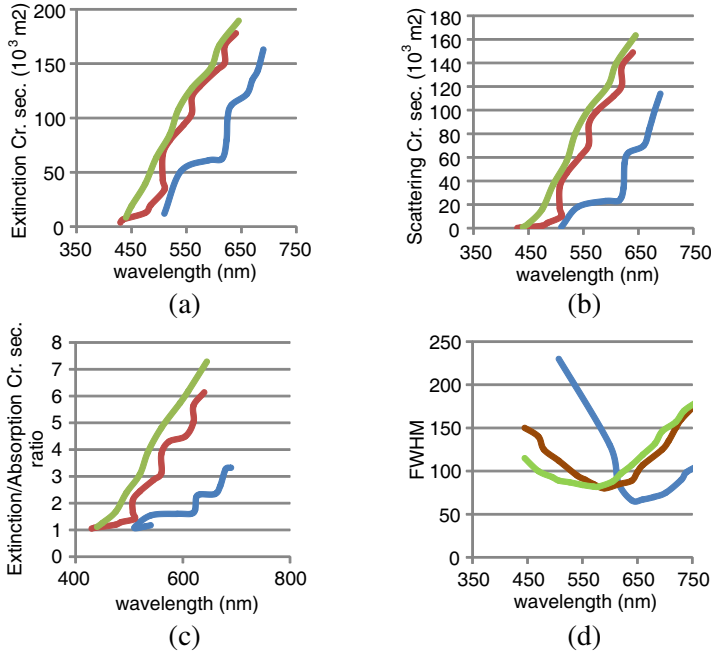 Extinction Cr. sec. (10³ m2)
200
150
100
50
0
350 450 550 650 750
wavelength (nm)
(a)
Scattering Cr. sec. (10³ m2)
180
160
140
120
100
80
60
40
20
0
350 450 550 650 750
wavelength (nm)
(b)
Extinction/Absorption Cr. sec.
ratio
8
7
6
5
4
3
2
1
0
400 600 800
wavelength (nm)
(c)
FWHM
250
200
150
100
50
0
350 450 550 650 750
wavelength (nm)
(d)